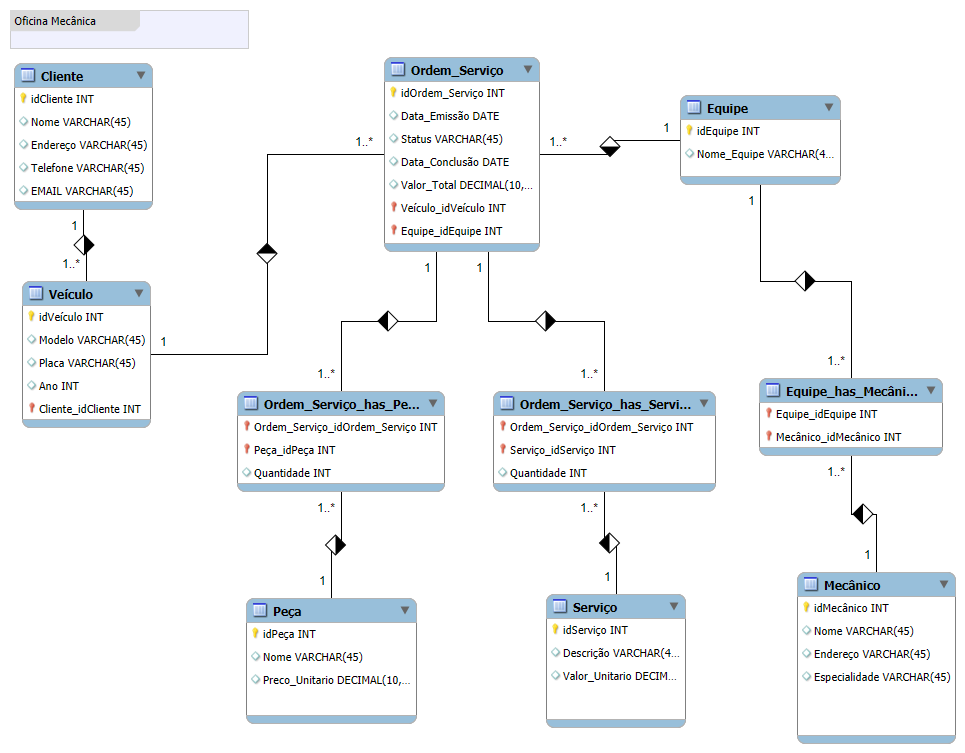 Oficina Mecânica
Cliente
idCliente INT
Nome VARCHAR(45)
Endereço VARCHAR(45)
Telefone VARCHAR(45)
EMAIL VARCHAR(45)
1
1..*
Veículo
idVeículo INT
Modelo VARCHAR(45)
Placa VARCHAR(45)
Ano INT
Cliente_idCliente INT
1
1..*
Ordem_Serviço
idOrdem_Serviço INT
Data_Emissão DATE
Status VARCHAR(45)
Data_Conclusão DATE
Valor_Total DECIMAL(10,...
Veículo_idVeículo INT
Equipe_idEquipe INT
1..*
1
Equipe
idEquipe INT
Nome_Equipe VARCHAR(4...
1
1..*
1
1
1..*
1..*
Ordem_Serviço_has_Pe...
Ordem_Serviço_idOrdem_Serviço INT
Peça_idPeça INT
Quantidade INT
1..*
1
Ordem_Serviço_has_Servi...
Ordem_Serviço_idOrdem_Serviço INT
Serviço_idServiço INT
Quantidade INT
1..*
1
Equipe_has_Mecâni...
Equipe_idEquipe INT
Mecânico_idMecânico INT
1..*
1
Peça
idPeça INT
Nome VARCHAR(45)
Preco_Unitario DECIMAL(10,...
Serviço
idServiço INT
Descrição VARCHAR(4...
Valor_Unitario DECIM...
Mecânico
idMecânico INT
Nome VARCHAR(45)
Endereço VARCHAR(45)
Especialidade VARCHAR(45)